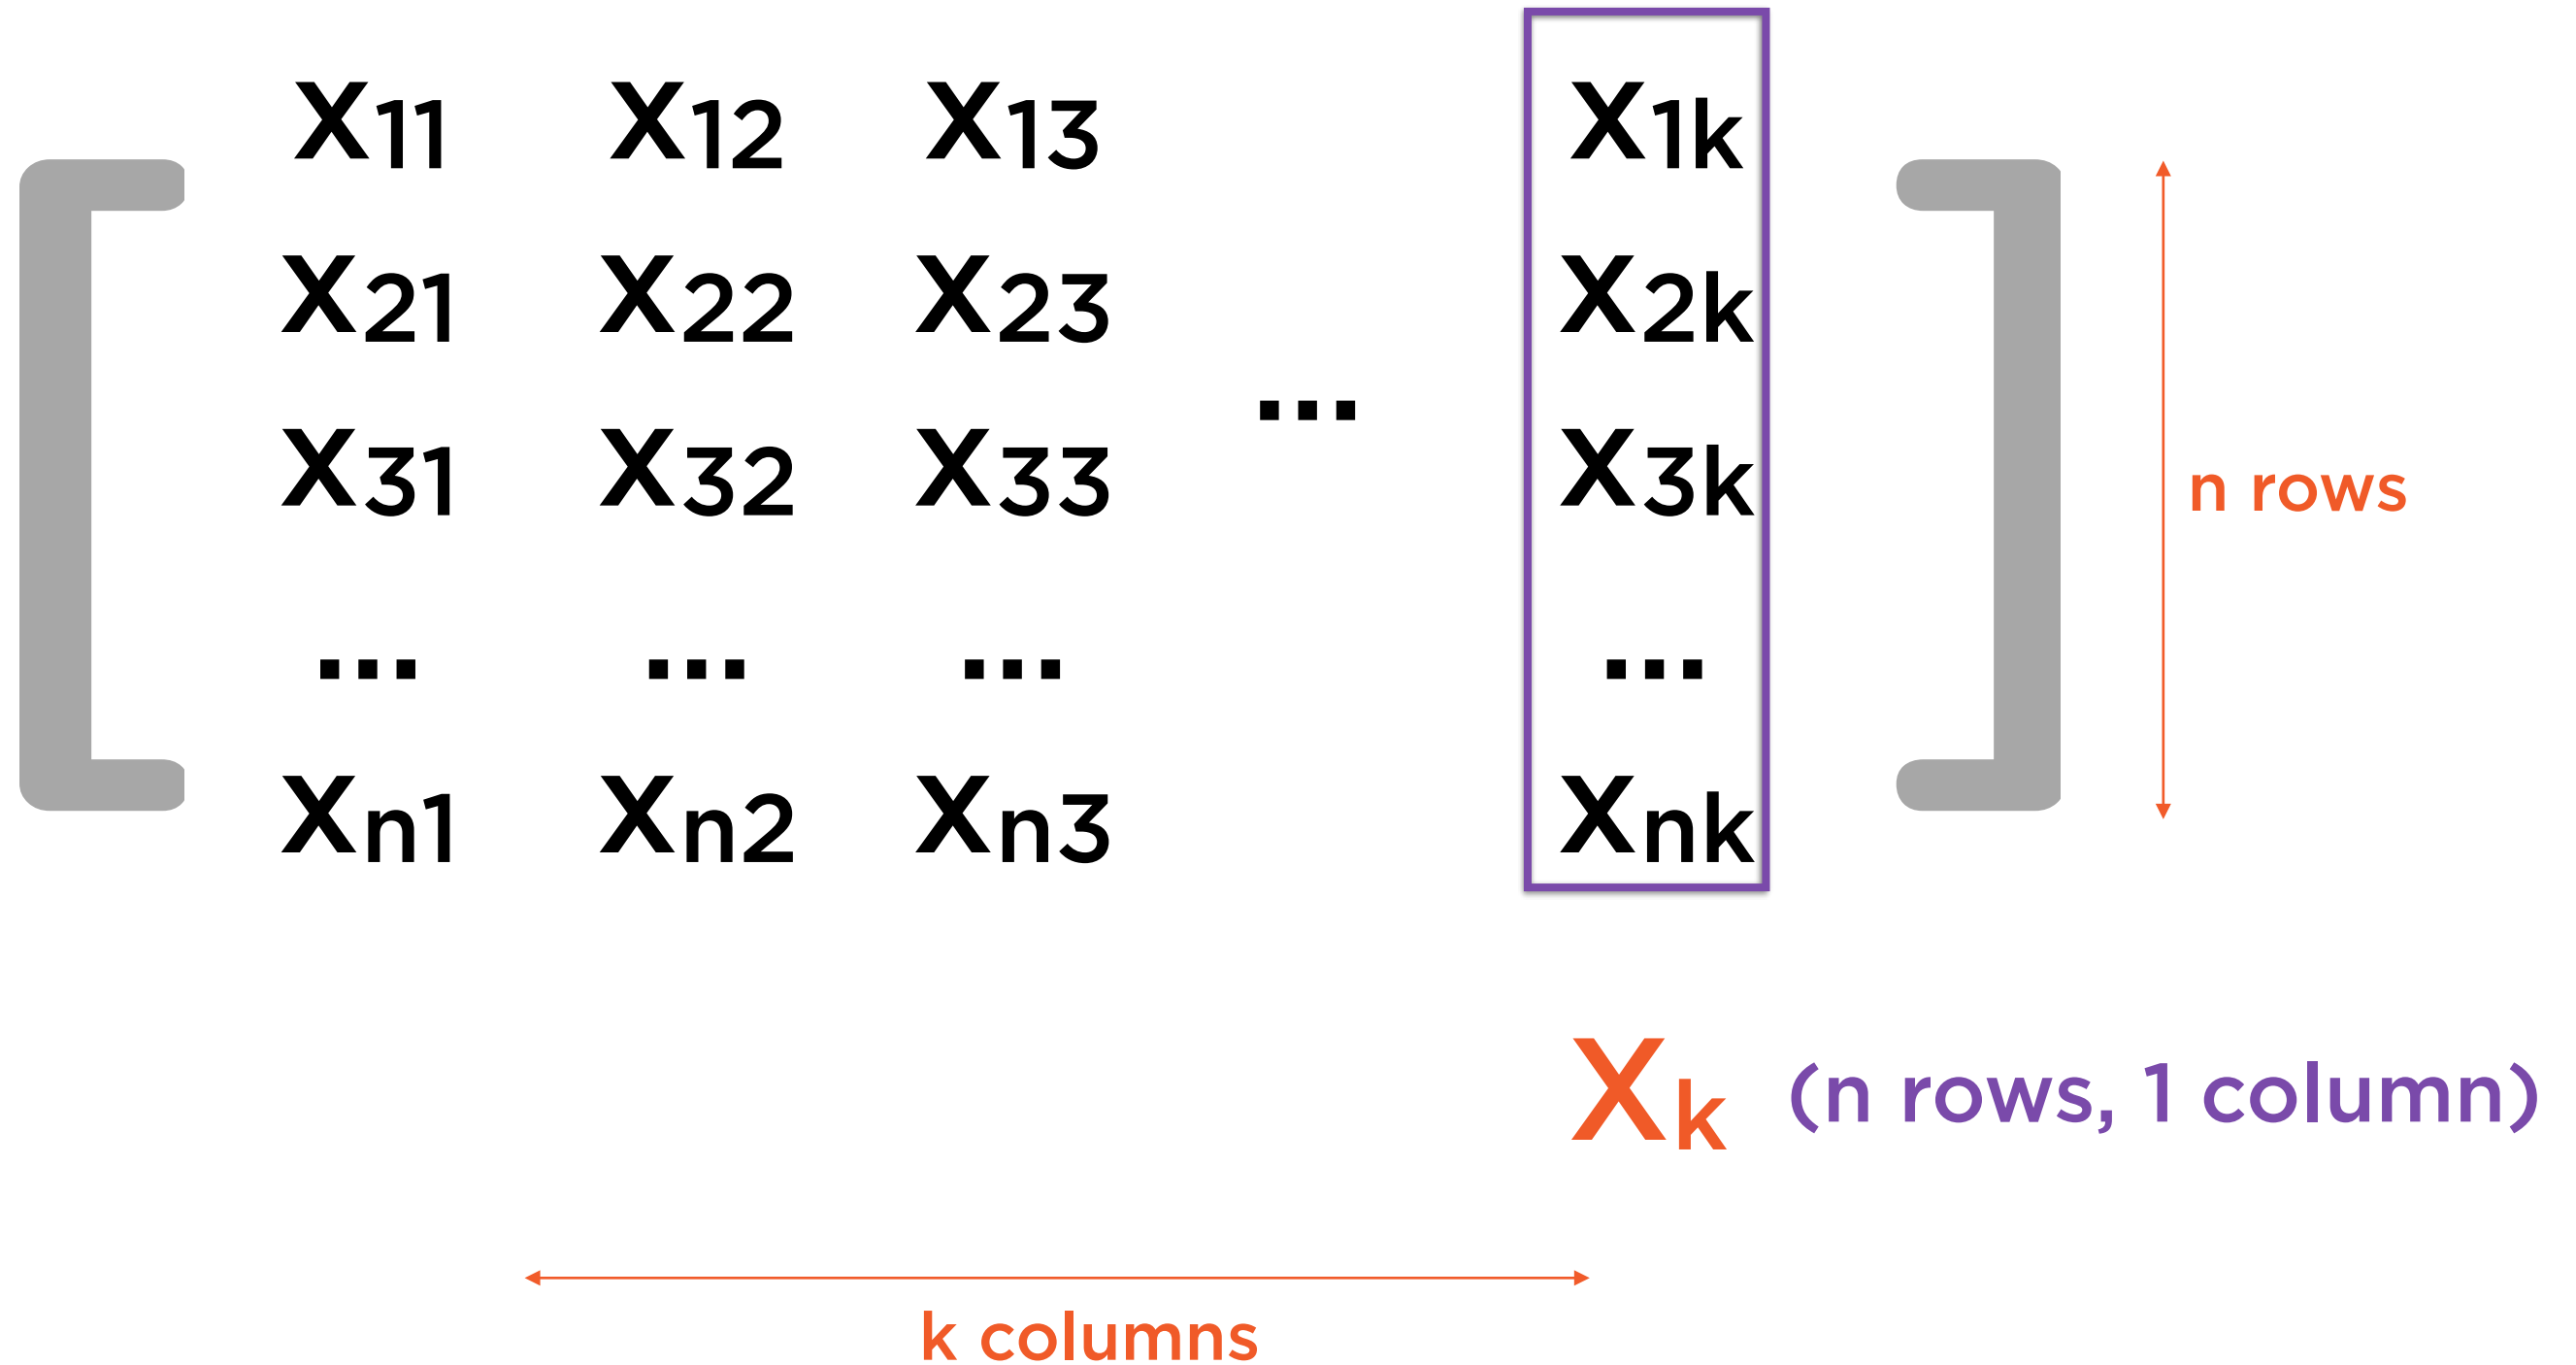 x11 x12 x13 x1k
x21 x22 x23 x2k
...
x31 x32 x33 x3k
n rows
... ... ... ...
xn1 xn2 xn3 xnk
xk (n rows, 1 column)
k columns